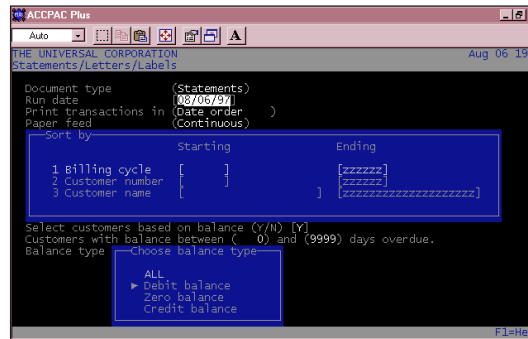 ACCPAC Plus
Auto
A
THE UNIVERSAL CORPORATION Aug 06 19
Statements/Letters/Labels
Document type (Statements)
Run date [08/06/97]
Print transactions in (Date order )
Paper feed (Continuous)
Sort by
Starting Ending
1 Billing cycle [ ] [zzzzzz]
2 Customer number [ ] [zzzzzz]
3 Customer name [ ] [zzzzzzzzzzzzzzzzzzzzz]
Select customers based on balance (Y/N) [Y]
Customers with balance between ( 0) and (9999) days overdue.
Balance type
Choose balance type
ALL
► Debit balance
Zero balance
Credit balance
F1=He